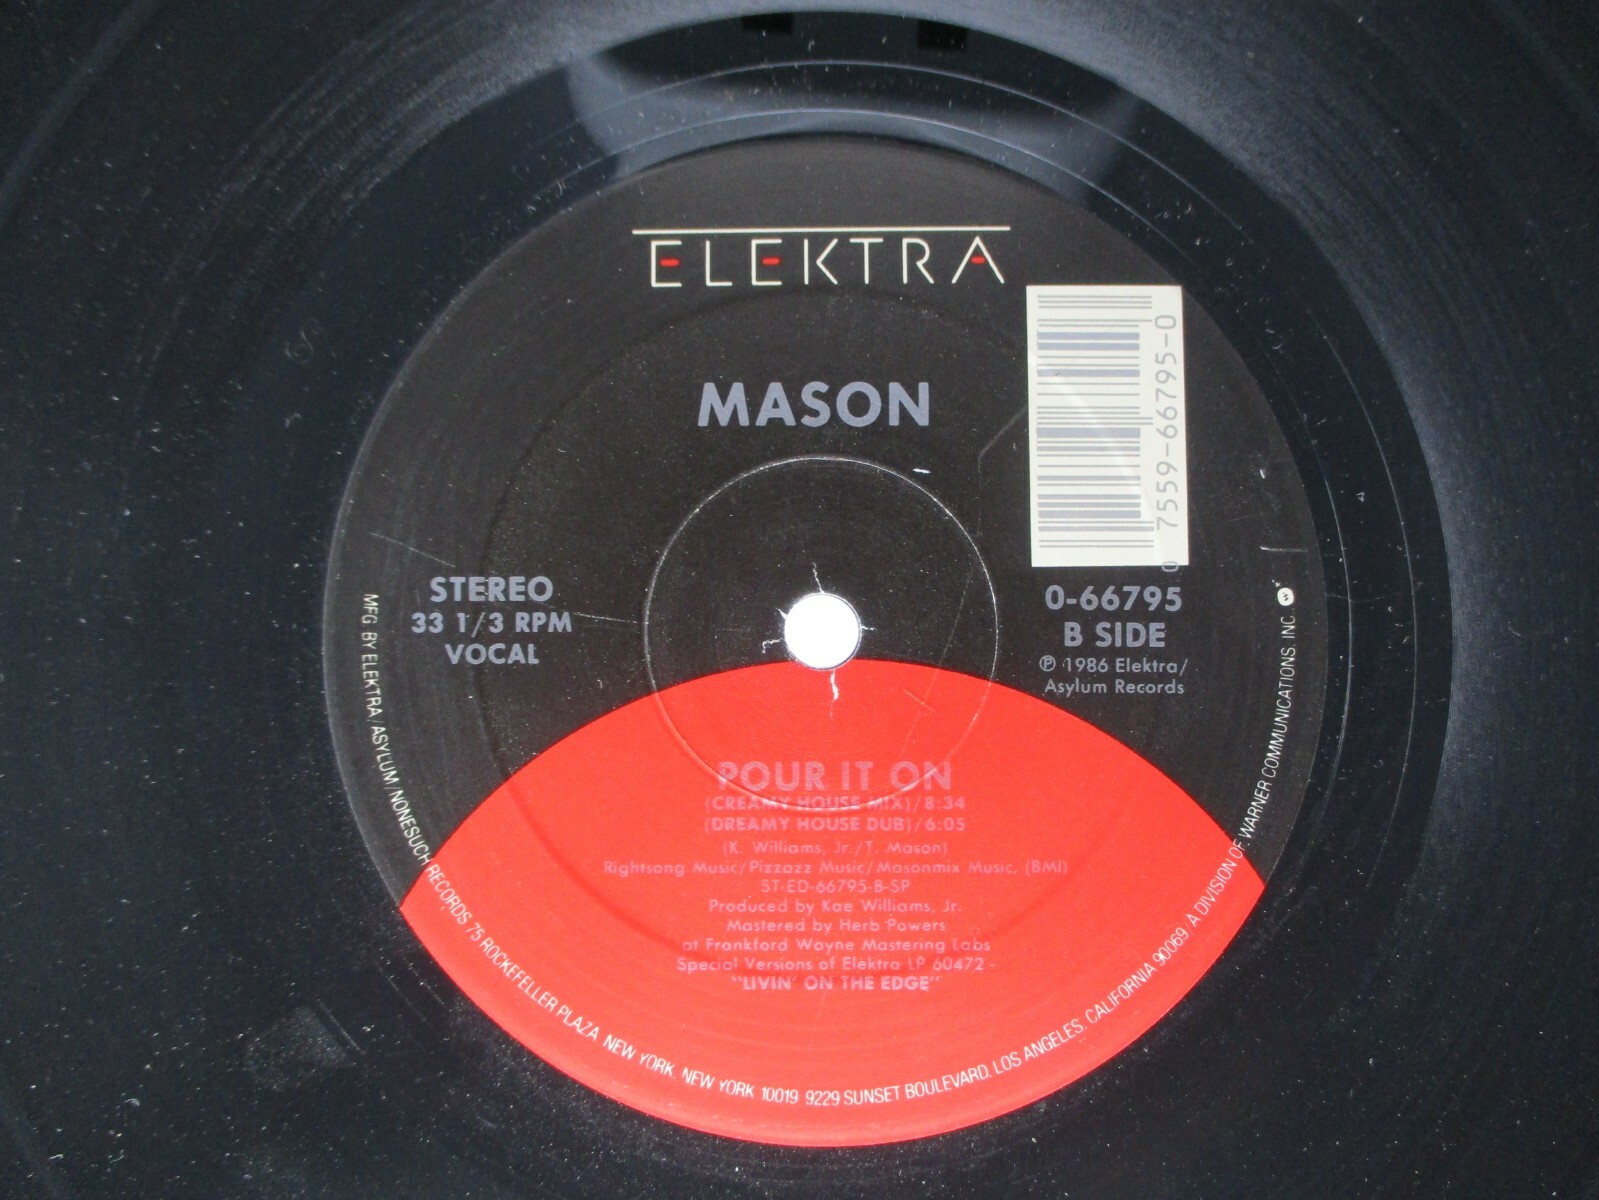 ELEKTRA
MASON
0 7559-66795-0
STEREO
33 1/3 RPM
VOCAL
0-66795
B SIDE
℗ 1986 Elektra/
Asylum Records
POUR IT ON
(CREAMY HOUSE MIX)/8:34
(DREAMY HOUSE DUB)/6:05
(K. Williams, Jr./T. Mason)
Rightsong Music/Pizzazz Music/Masonmix Music, (BMI)
ST-ED-66795-B-SP
Produced by Kae Williams, Jr.
Mastered by Herb Powers
at Frankford Wayne Mastering Labs
Special Versions of Elektra LP 60472 -
"LIVIN' ON THE EDGE"
MFG BY ELEKTRA/ASYLUM/NONESUCH RECORDS 75 ROCKEFELLER PLAZA, NEW YORK, NEW YORK 10019 9229 SUNSET BOULEVARD, LOS ANGELES, CALIFORNIA 90069. A DIVISION OF WARNER COMMUNICATIONS, INC.